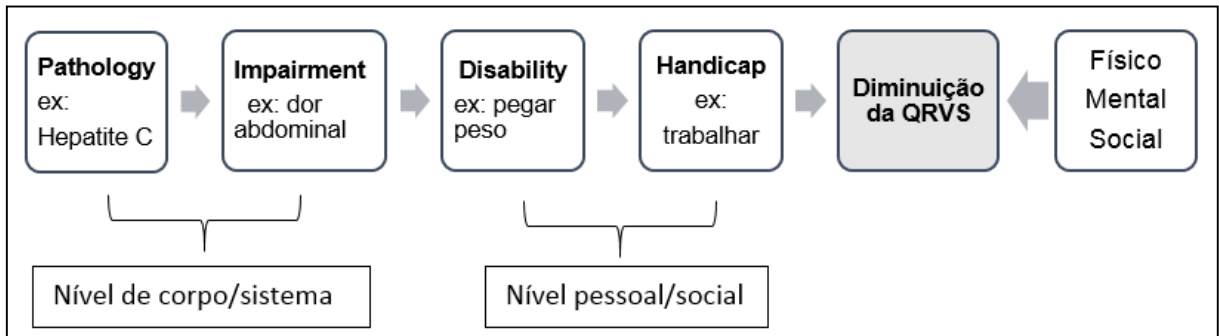 Pathology
ex:
Hepatite C
Impairment
ex: dor
abdominal
Disability
ex: pegar
peso
Handicap
ex:
trabalhar
Diminuição
da QRVS
Físico
Mental
Social
Nível de corpo/sistema
Nível pessoal/social